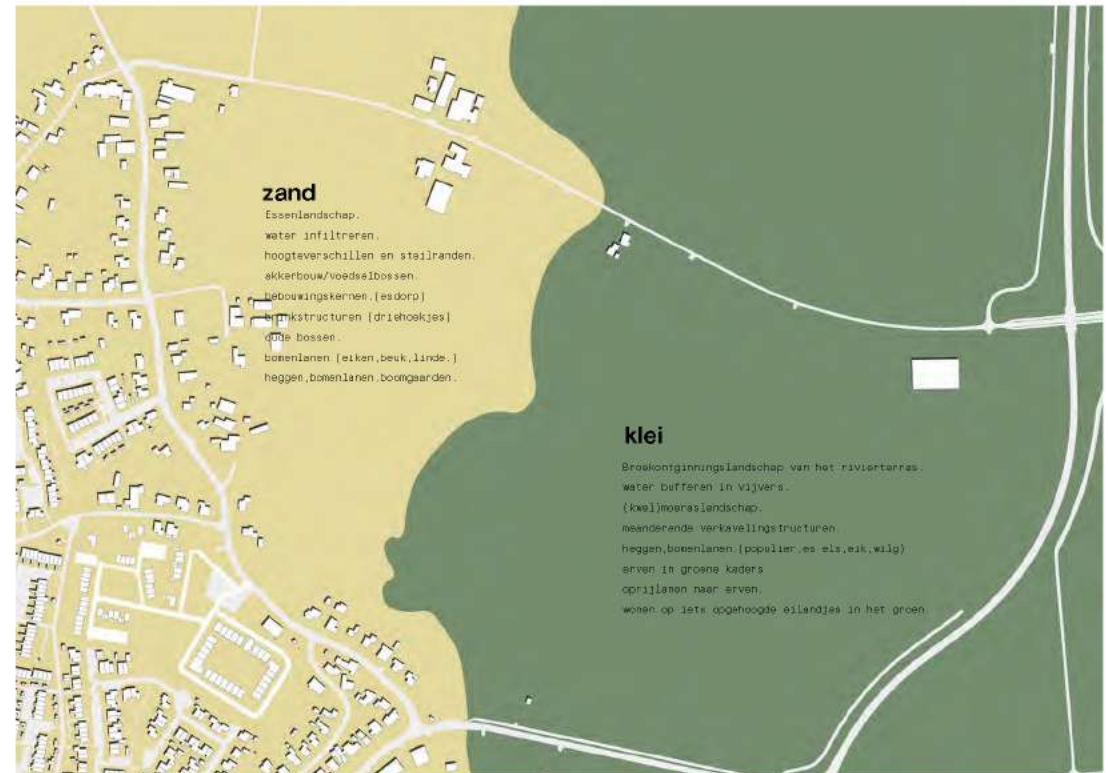 zand
Essenlandschap.
water infiltreren.
hoogteverschillen en steilranden.
akkerbouw/voedselbossen.
bebouwingskernen.(esdorp)
brinkstructuren (driehoekjes)
oude bossen.
bomenlanen.(eiken,beuk,linde.)
heggen,bomenlanen.boomgaarden.
klei
Broekontginningslandschap van het rivierterras.
water bufferen in vijvers.
(kwel)moeraslandschap.
meanderende verkavelingstructuren.
heggen,bomenlanen.(populier,es els,eik,wilg)
erven in groene kaders
oprijlanen naar erven.
wonen op iets opgehoogde eilandjes in het groen.